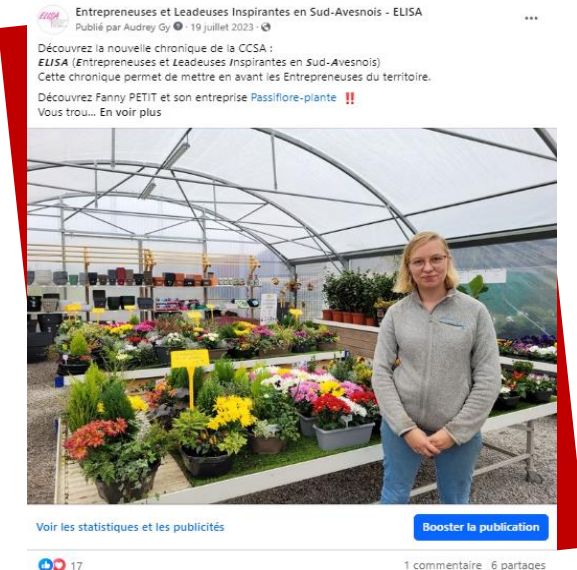 ELISA
Entrepreneuses et Leadeuses Inspirantes en Sud-Avesnois - ELISA
Publié par Audrey Gy · 19 juillet 2023 ·
Découvrez la nouvelle chronique de la CCSA :
ELISA (Entrepreneuses et Leadeuses Inspirantes en Sud-Avesnois)
Cette chronique permet de mettre en avant les Entrepreneuses du territoire.
Découvrez Fanny PETIT et son entreprise Passiflore-plante ‼
Vous trou... En voir plus
Voir les statistiques et les publicités
Booster la publication
17
1 commentaire 6 partages